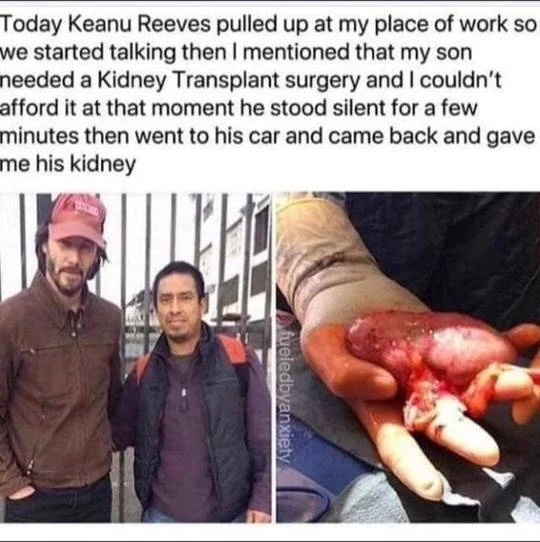 Today Keanu Reeves pulled up at my place of work so
we started talking then I mentioned that my son
needed a Kidney Transplant surgery and I couldn't
afford it at that moment he stood silent for a few
minutes then went to his car and came back and gave
me his kidney
fueledbyanxiety